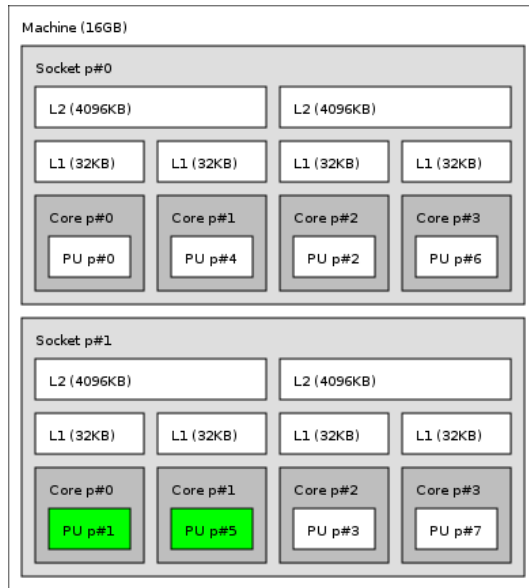 Machine (16GB)
Socket p#0
L2 (4096KB) L2 (4096KB)
L1 (32KB) L1 (32KB) L1 (32KB) L1 (32KB)
Core p#0 Core p#1 Core p#2 Core p#3
PU p#0 PU p#4 PU p#2 PU p#6
Socket p#1
L2 (4096KB) L2 (4096KB)
L1 (32KB) L1 (32KB) L1 (32KB) L1 (32KB)
Core p#0 Core p#1 Core p#2 Core p#3
PU p#1 PU p#5 PU p#3 PU p#7